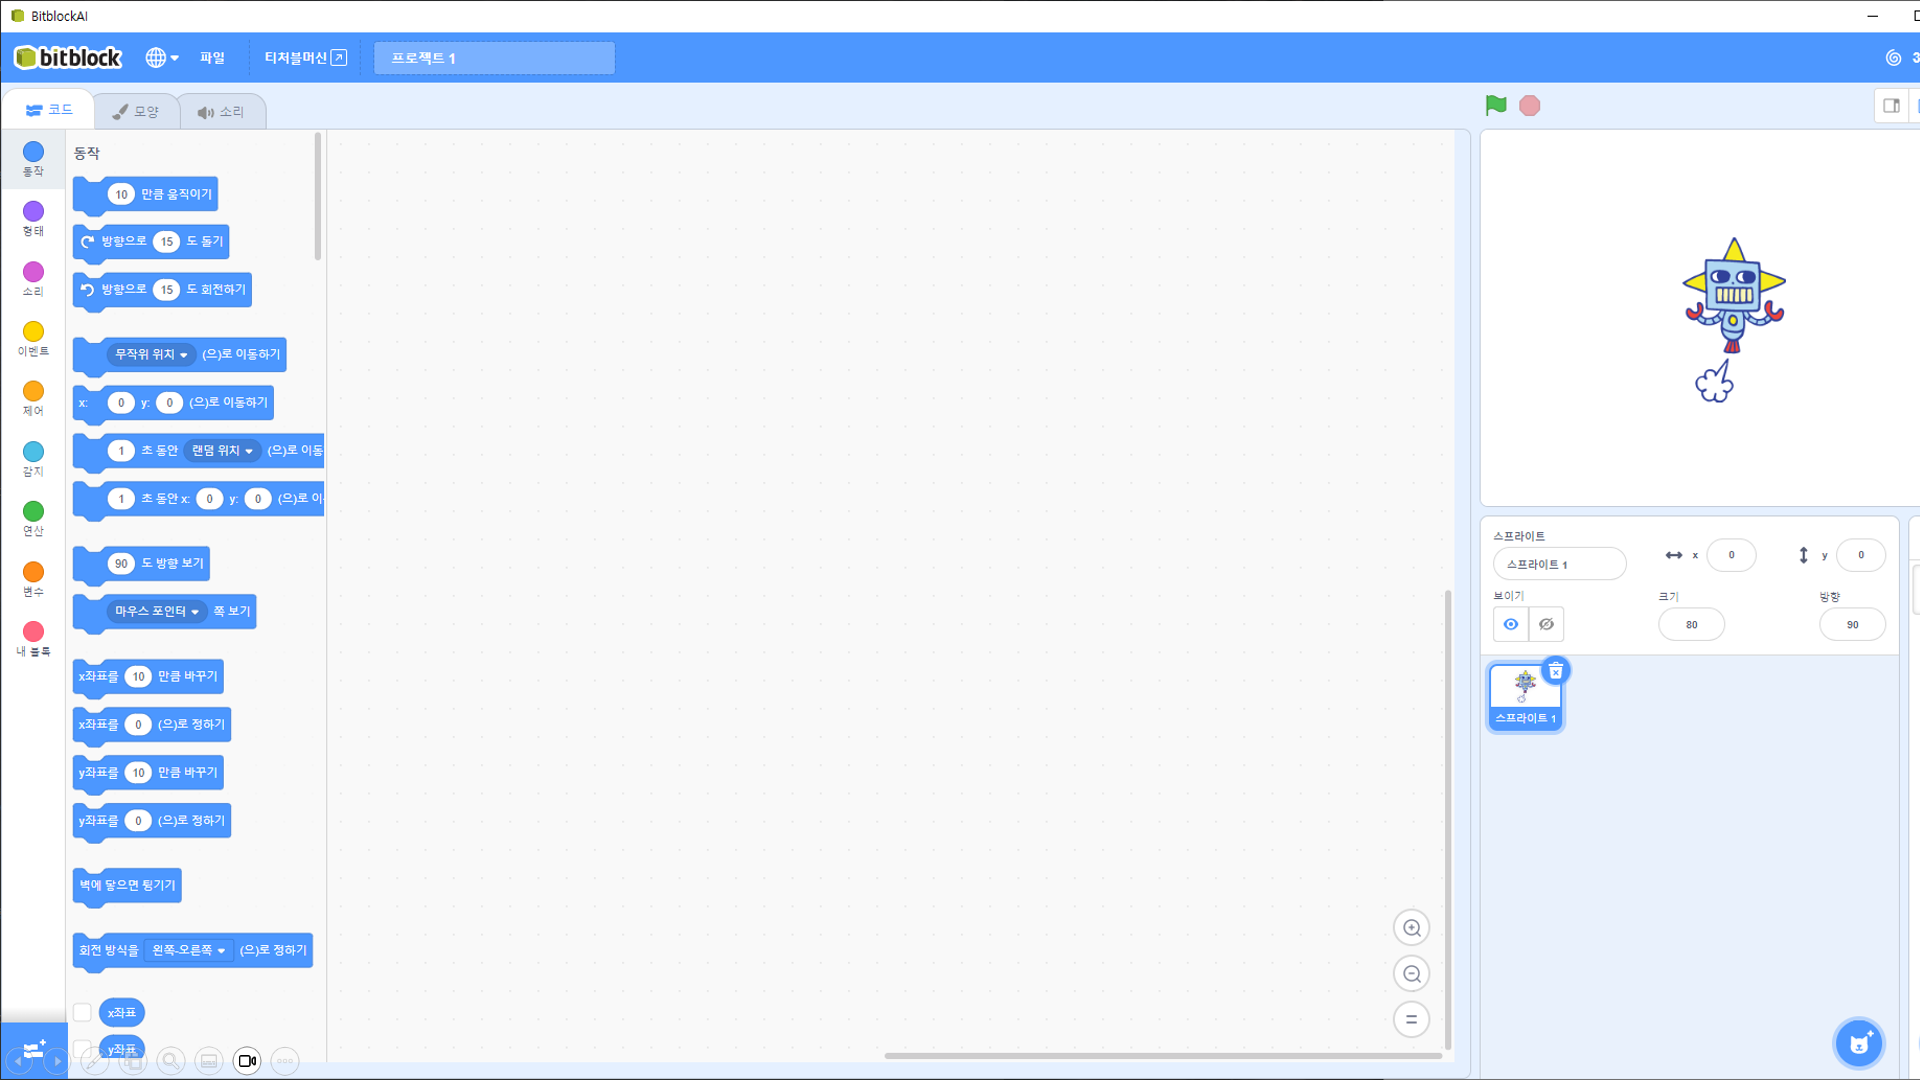 BitblockAI
bitblock
파일
티처블머신
프로젝트 1
3
코드
모양
소리
동작
형태
소리
이벤트
제어
감지
연산
변수
내 블록
동작
10 만큼 움직이기
방향으로 15 도 돌기
방향으로 15 도 회전하기
무작위 위치 (으)로 이동하기
x: 0 y: 0 (으)로 이동하기
1 초 동안 랜덤 위치 (으)로 이동
1 초 동안 x: 0 y: 0 (으)로 이
90 도 방향 보기
마우스 포인터 쪽 보기
x좌표를 10 만큼 바꾸기
x좌표를 0 (으)로 정하기
y좌표를 10 만큼 바꾸기
y좌표를 0 (으)로 정하기
벽에 닿으면 튕기기
회전 방식을 왼쪽-오른쪽 (으)로 정하기
x좌표
y좌표
스프라이트
스프라이트 1
x 0
y 0
보이기
크기
80
방향
90
스프라이트 1